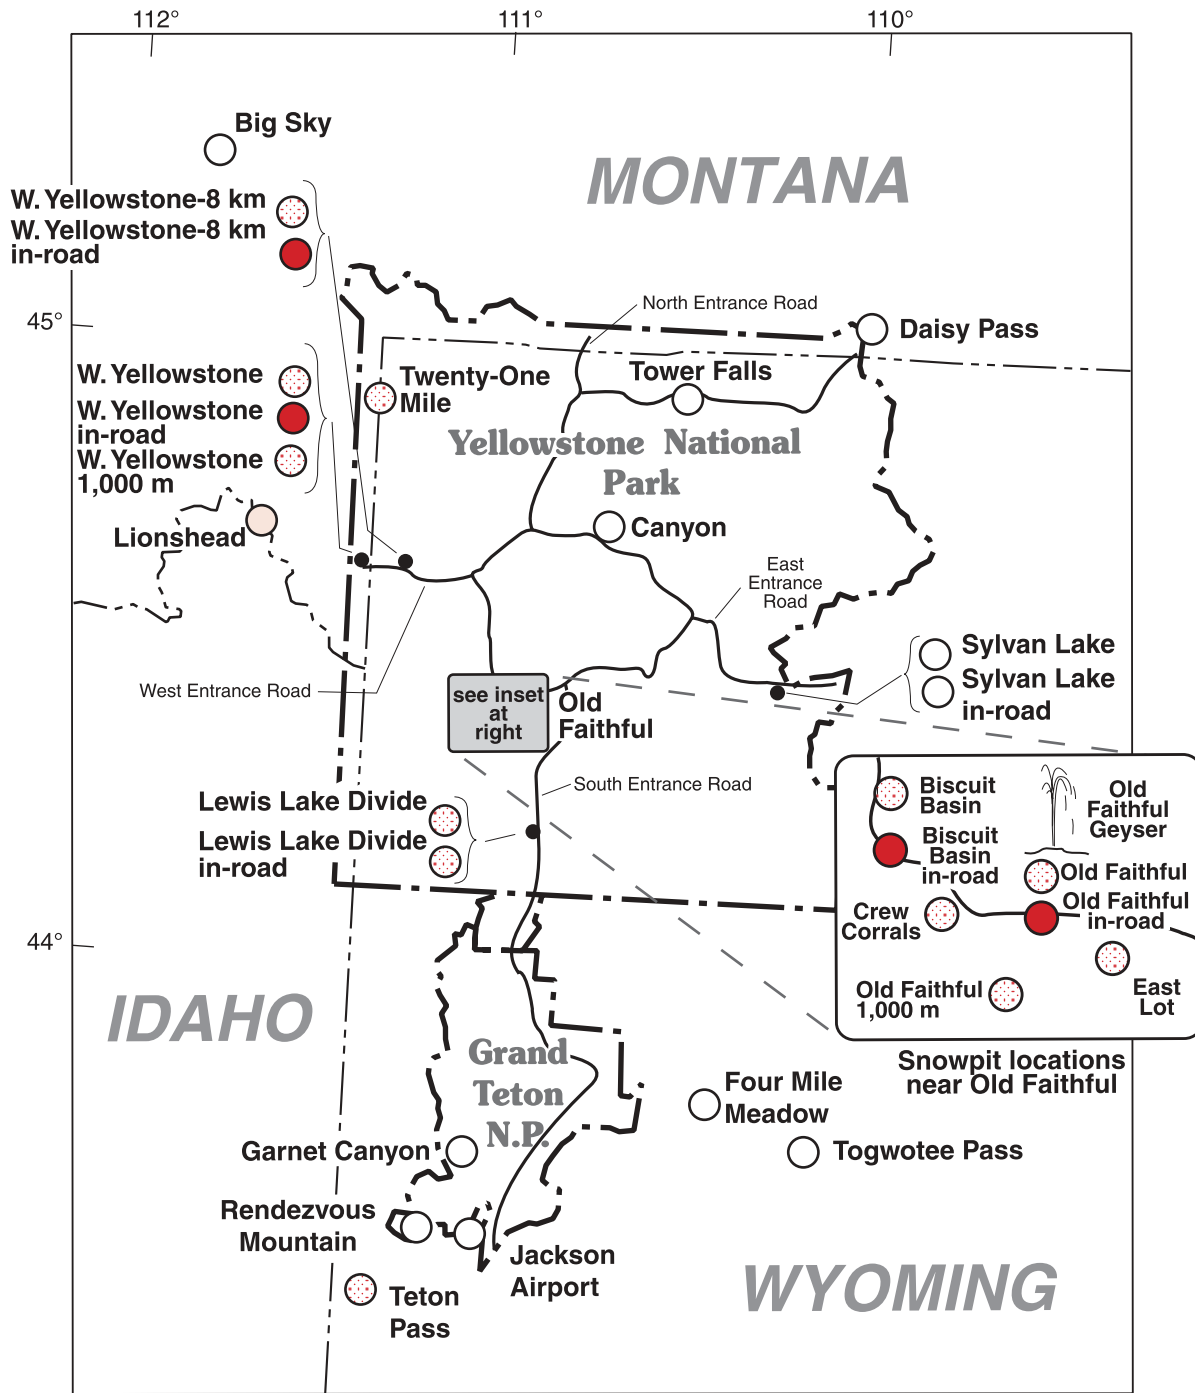 112°
111°
110°
Big Sky
MONTANA
W. Yellowstone-8 km
W. Yellowstone-8 km
in-road
North Entrance Road
45°
Daisy Pass
W. Yellowstone
W. Yellowstone
in-road
W. Yellowstone
1,000 m
Twenty-One
Mile
Tower Falls
Yellowstone National
Park
Lionshead
Canyon
East
Entrance
Road
Sylvan Lake
Sylvan Lake
in-road
West Entrance Road
see inset
at
right
Old
Faithful
South Entrance Road
Lewis Lake Divide
Lewis Lake Divide
in-road
Biscuit
Basin
Old
Faithful
Geyser
Biscuit
Basin
in-road
Old Faithful
Old Faithful
in-road
Crew
Corrals
East
Lot
Old Faithful
1,000 m
44°
IDAHO
Snowpit locations
near Old Faithful
Grand
Teton
N.P.
Four Mile
Meadow
Garnet Canyon
Togwotee Pass
Rendezvous
Mountain
Jackson
Airport
WYOMING
Teton
Pass